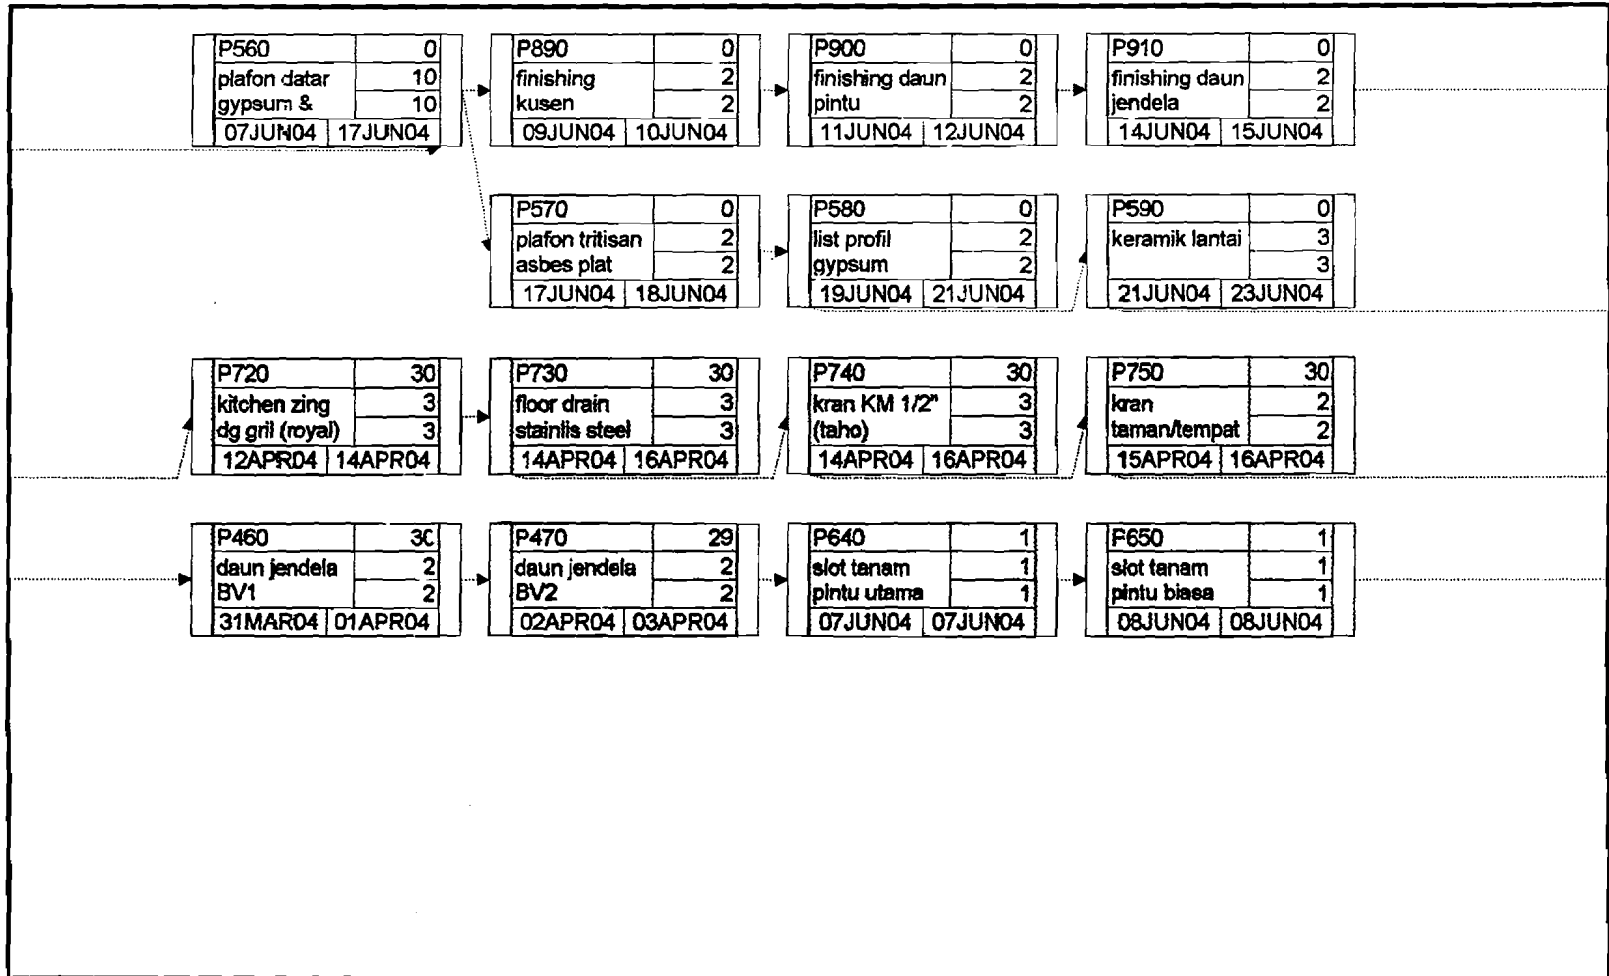 P560 0
plafon datar 10
gypsum & 10
07JUN04 17JUN04
P890 0
finishing 2
kusen 2
09JUN04 10JUN04
P900 0
finishing daun 2
pintu 2
11JUN04 12JUN04
P910 0
finishing daun 2
jendela 2
14JUN04 15JUN04
P570 0
plafon tritisan 2
asbes plat 2
17JUN04 18JUN04
P580 0
list profil 2
gypsum 2
19JUN04 21JUN04
P590 0
keramik lantai 3
3
21JUN04 23JUN04
P720 30
kitchen zing 3
dg gril (royal) 3
12APR04 14APR04
P730 30
floor drain 3
stainlis steel 3
14APR04 16APR04
P740 30
kran KM 1/2" 3
(taho) 3
14APR04 16APR04
P750 30
kran 2
taman/tempat 2
15APR04 16APR04
P460 30
daun jendela 2
BV1 2
31MAR04 01APR04
P470 29
daun jendela 2
BV2 2
02APR04 03APR04
P640 1
slot tanam 1
pintu utama 1
07JUN04 07JUN04
P650 1
slot tanam 1
pintu biasa 1
08JUN04 08JUN04